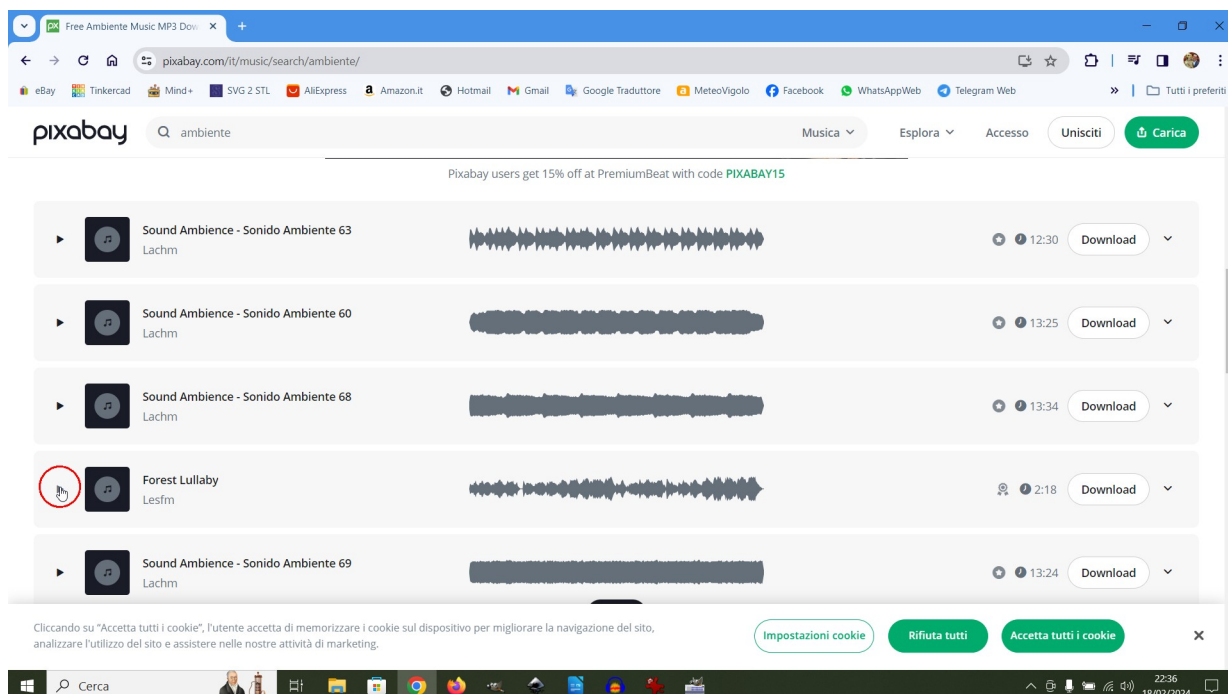 Free Ambiente Music MP3 Dow
pixabay.com/it/music/search/ambiente/
eBay Tinkercad Mind+ SVG 2 STL AliExpress Amazon.it Hotmail Gmail Google Traduttore MeteoVigolo Facebook WhatsAppWeb Telegram Web » Tutti i preferiti
pixabay ambiente Musica Esplora Accesso Unisciti Carica
Pixabay users get 15% off at PremiumBeat with code PIXABAY15
Sound Ambience - Sonido Ambiente 63
Lachm
12:30 Download
Sound Ambience - Sonido Ambiente 60
Lachm
13:25 Download
Sound Ambience - Sonido Ambiente 68
Lachm
13:34 Download
Forest Lullaby
Lesfm
2:18 Download
Sound Ambience - Sonido Ambiente 69
Lachm
13:24 Download
Cliccando su “Accetta tutti i cookie”, l'utente accetta di memorizzare i cookie sul dispositivo per migliorare la navigazione del sito,
analizzare l'utilizzo del sito e assistere nelle nostre attività di marketing.
Impostazioni cookie Rifiuta tutti Accetta tutti i cookie
Cerca
22:36
18/02/2024